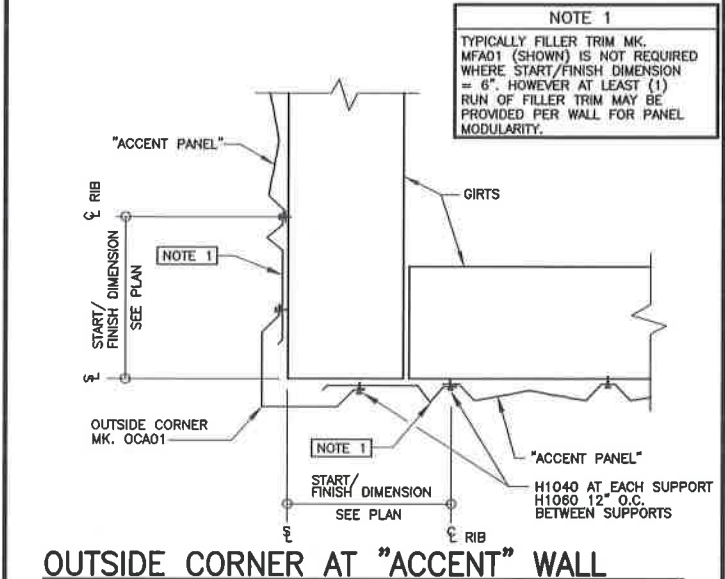 NOTE 1
TYPICALLY FILLER TRIM MK.
MFA01 (SHOWN) IS NOT REQUIRED
WHERE START/FINISH DIMENSION
= 6". HOWEVER AT LEAST (1)
RUN OF FILLER TRIM MAY BE
PROVIDED PER WALL FOR PANEL
MODULARITY.
"ACCENT PANEL"
GIRTS
℄ RIB
NOTE 1
START/
FINISH DIMENSION
SEE PLAN
OUTSIDE CORNER
MK. OCA01
NOTE 1
"ACCENT PANEL"
START/
FINISH DIMENSION
SEE PLAN
H1040 AT EACH SUPPORT
H1060 12" O.C.
BETWEEN SUPPORTS
℄ RIB
OUTSIDE CORNER AT "ACCENT" WALL